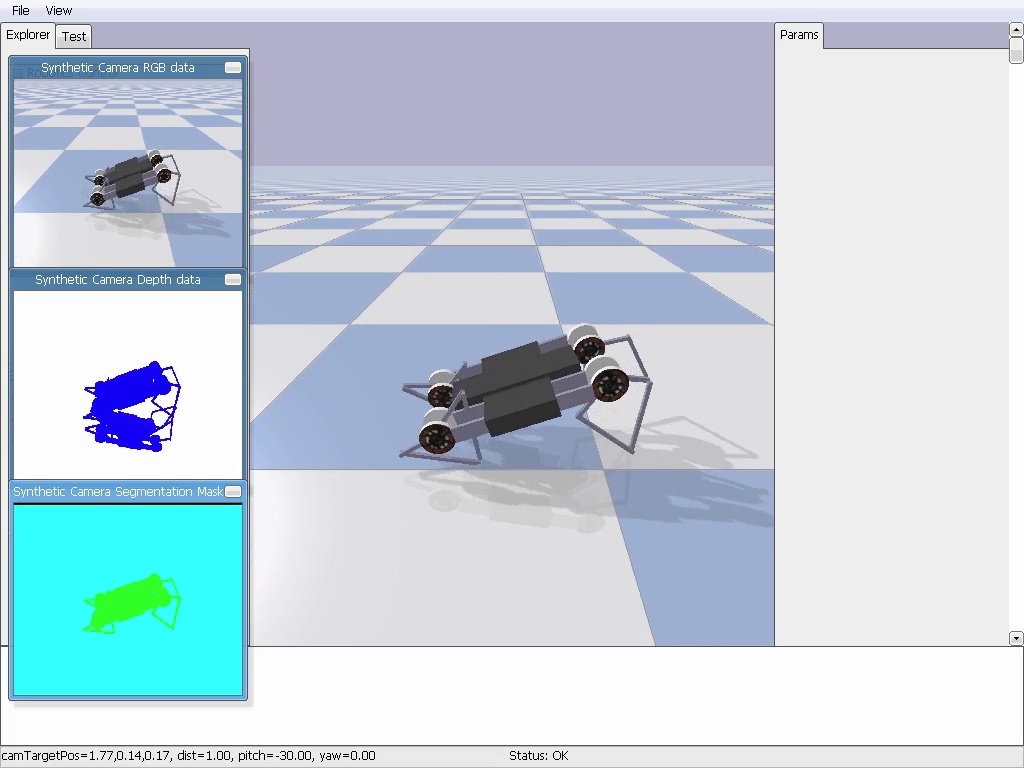 File View
Explorer Test
Params
Synthetic Camera RGB data
Synthetic Camera Depth data
Synthetic Camera Segmentation Mask
camTargetPos=1.77,0.14,0.17, dist=1.00, pitch=-30.00, yaw=0.00 Status: OK